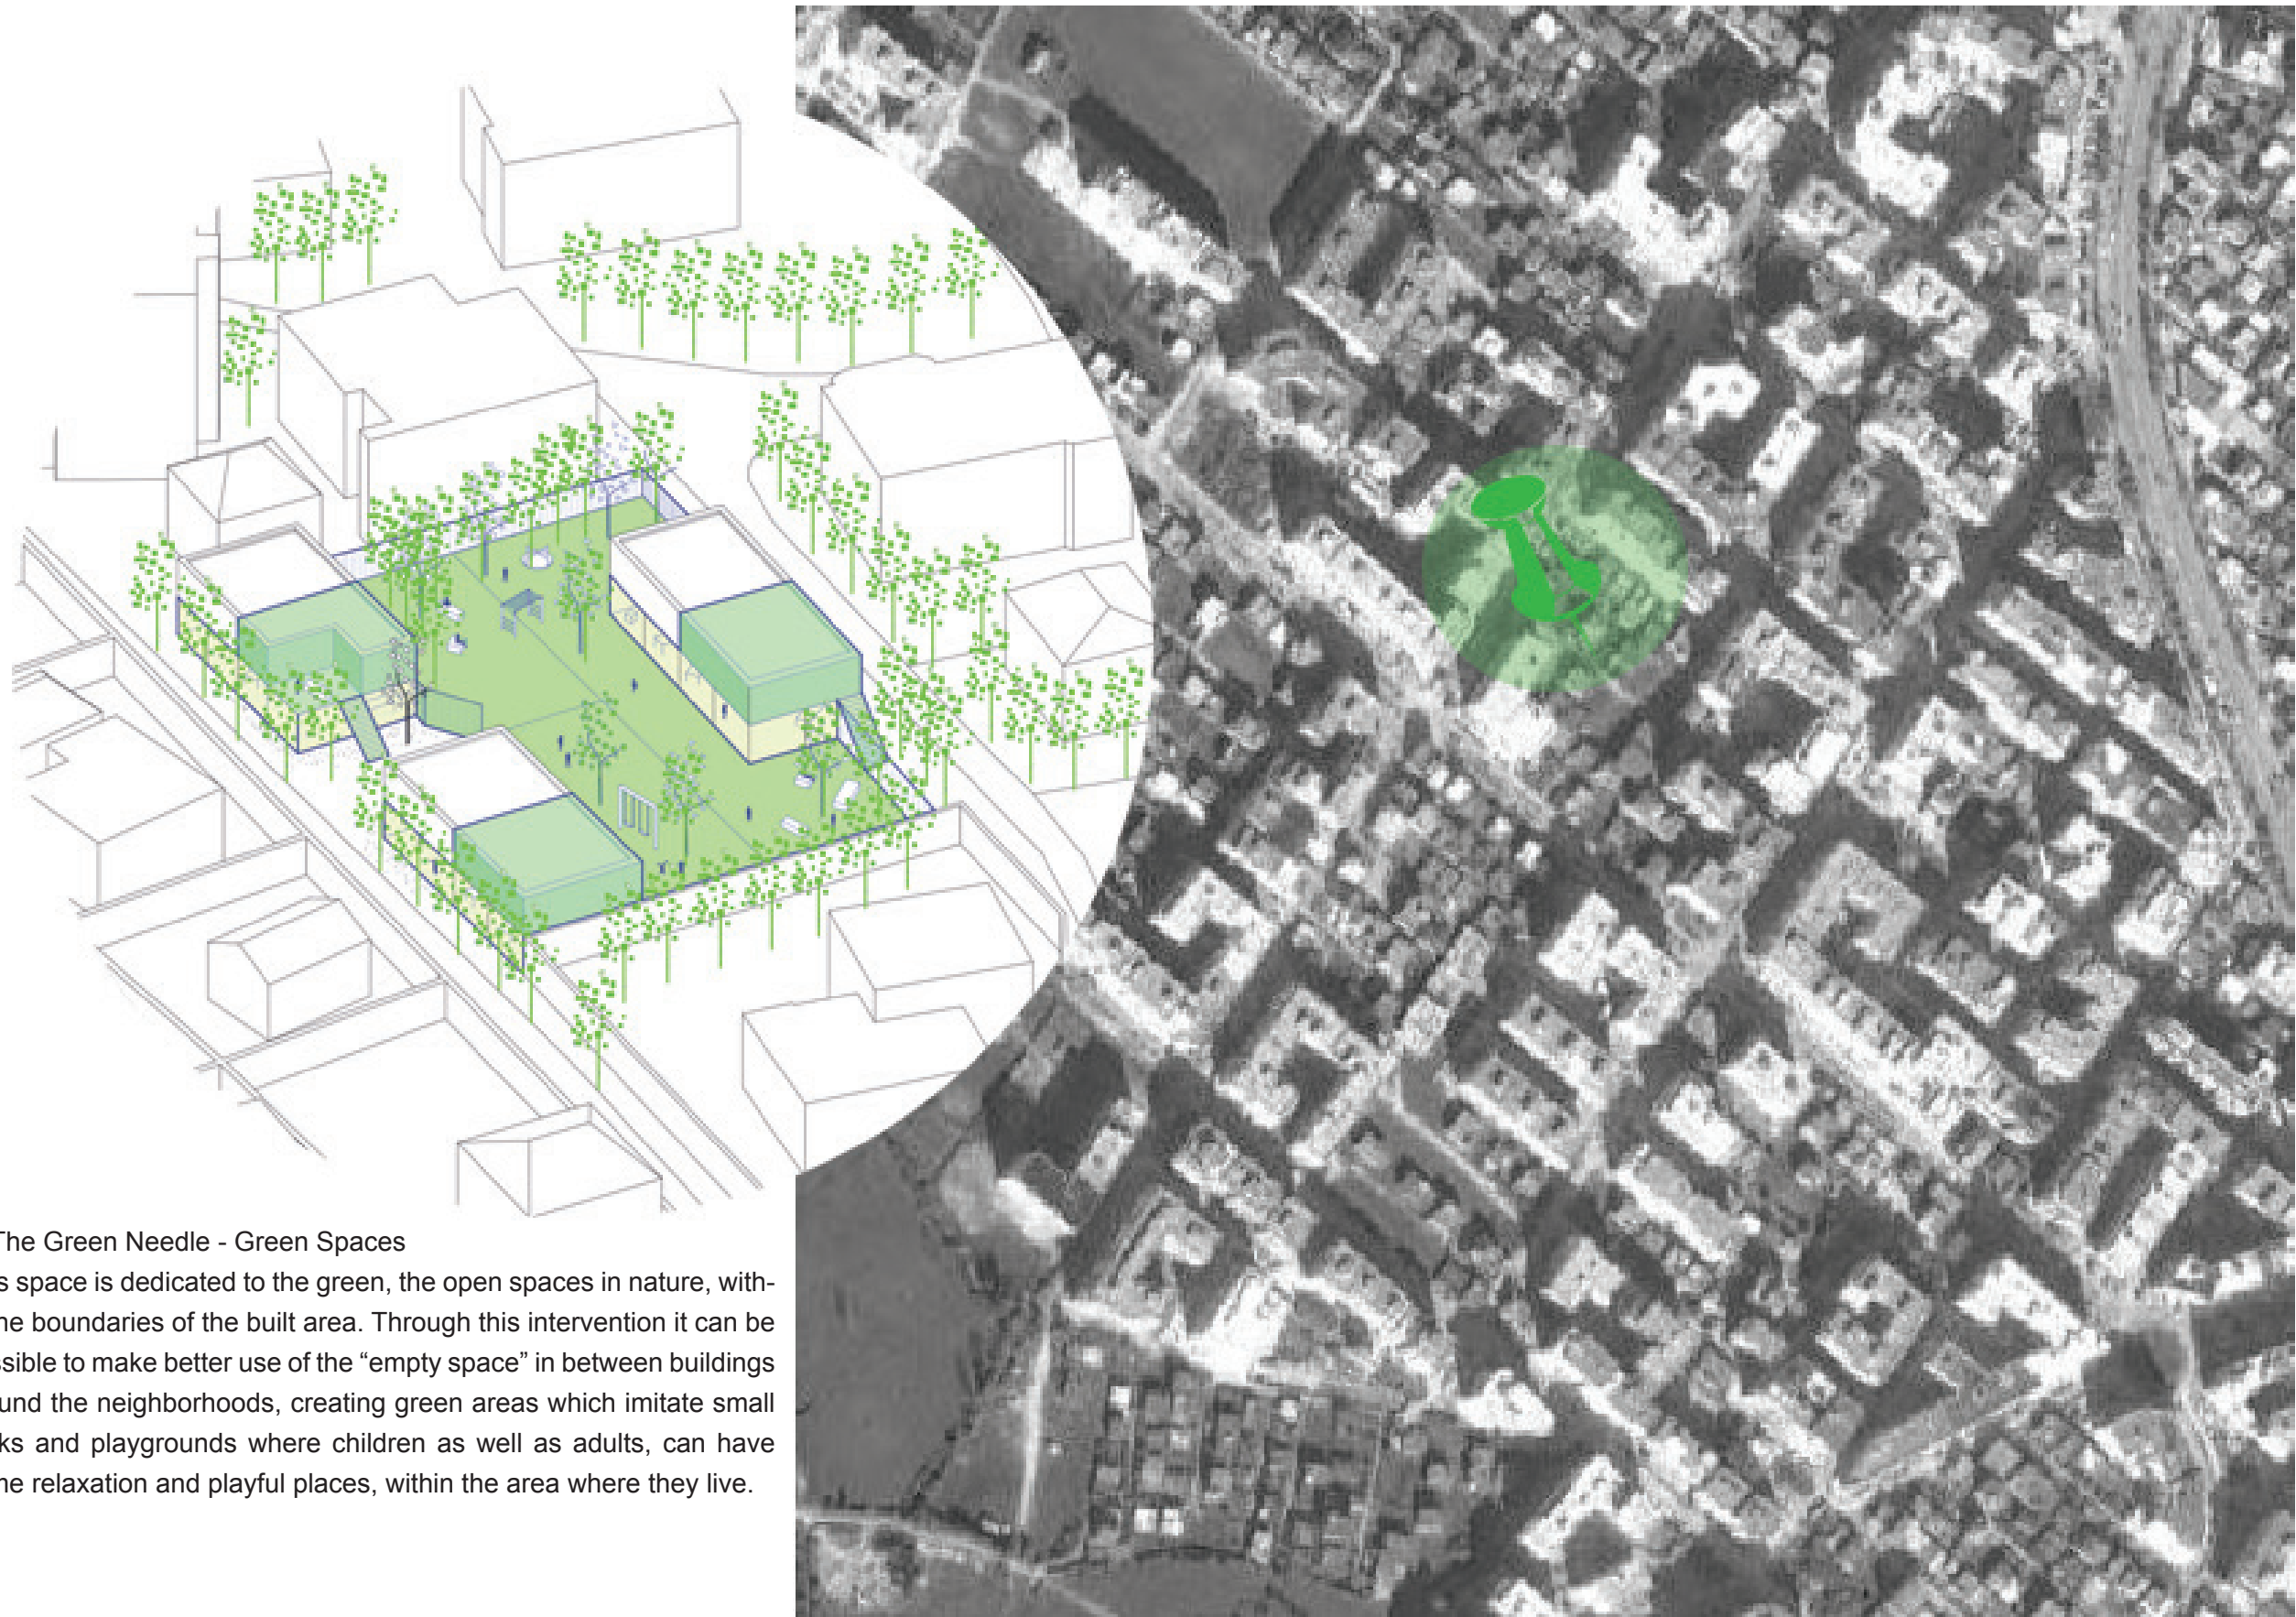 The Green Needle - Green Spaces
s space is dedicated to the green, the open spaces in nature, with-
he boundaries of the built area. Through this intervention it can be
ssible to make better use of the “empty space” in between buildings
und the neighborhoods, creating green areas which imitate small
ks and playgrounds where children as well as adults, can have
me relaxation and playful places, within the area where they live.